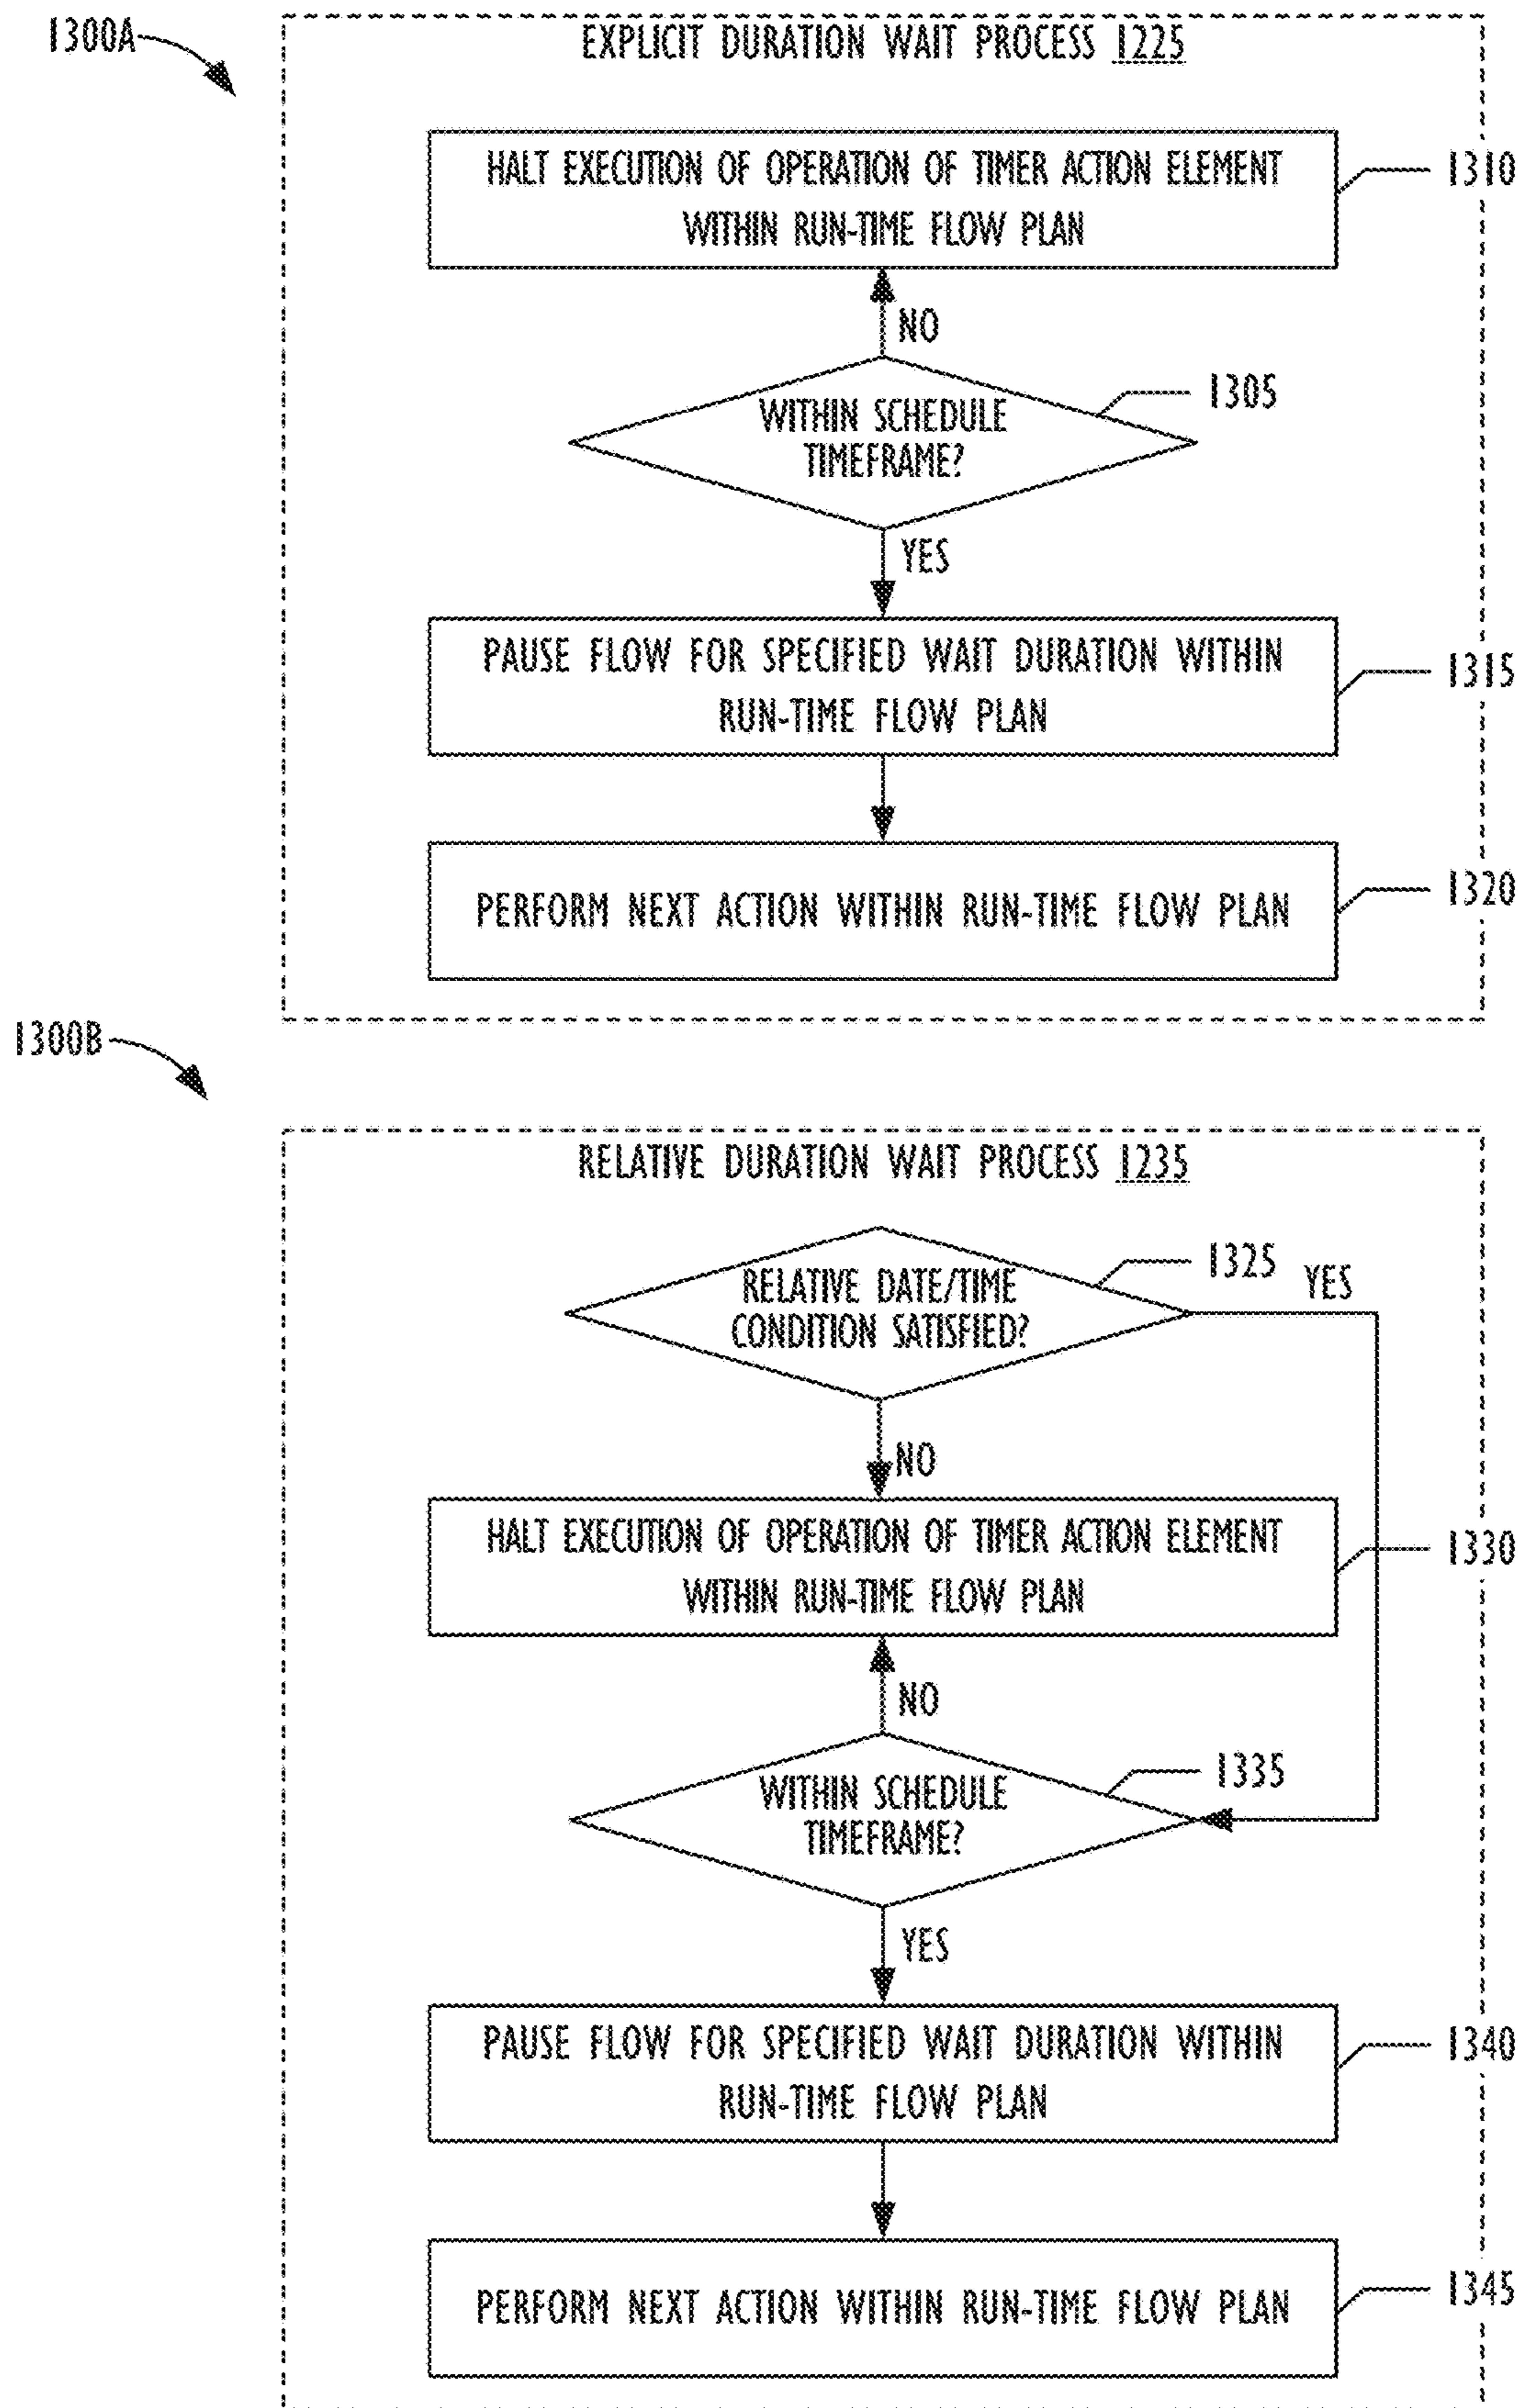 1300A
EXPLICIT DURATION WAIT PROCESS 1225
HALT EXECUTION OF OPERATION OF TIMER ACTION ELEMENT
WITHIN RUN-TIME FLOW PLAN
1310
NO
WITHIN SCHEDULE
TIMEFRAME?
1305
YES
PAUSE FLOW FOR SPECIFIED WAIT DURATION WITHIN
RUN-TIME FLOW PLAN
1315
PERFORM NEXT ACTION WITHIN RUN-TIME FLOW PLAN
1320
1300B
RELATIVE DURATION WAIT PROCESS 1235
RELATIVE DATE/TIME
CONDITION SATISFIED?
1325
YES
NO
HALT EXECUTION OF OPERATION OF TIMER ACTION ELEMENT
WITHIN RUN-TIME FLOW PLAN
1330
NO
WITHIN SCHEDULE
TIMEFRAME?
1335
YES
PAUSE FLOW FOR SPECIFIED WAIT DURATION WITHIN
RUN-TIME FLOW PLAN
1340
PERFORM NEXT ACTION WITHIN RUN-TIME FLOW PLAN
1345